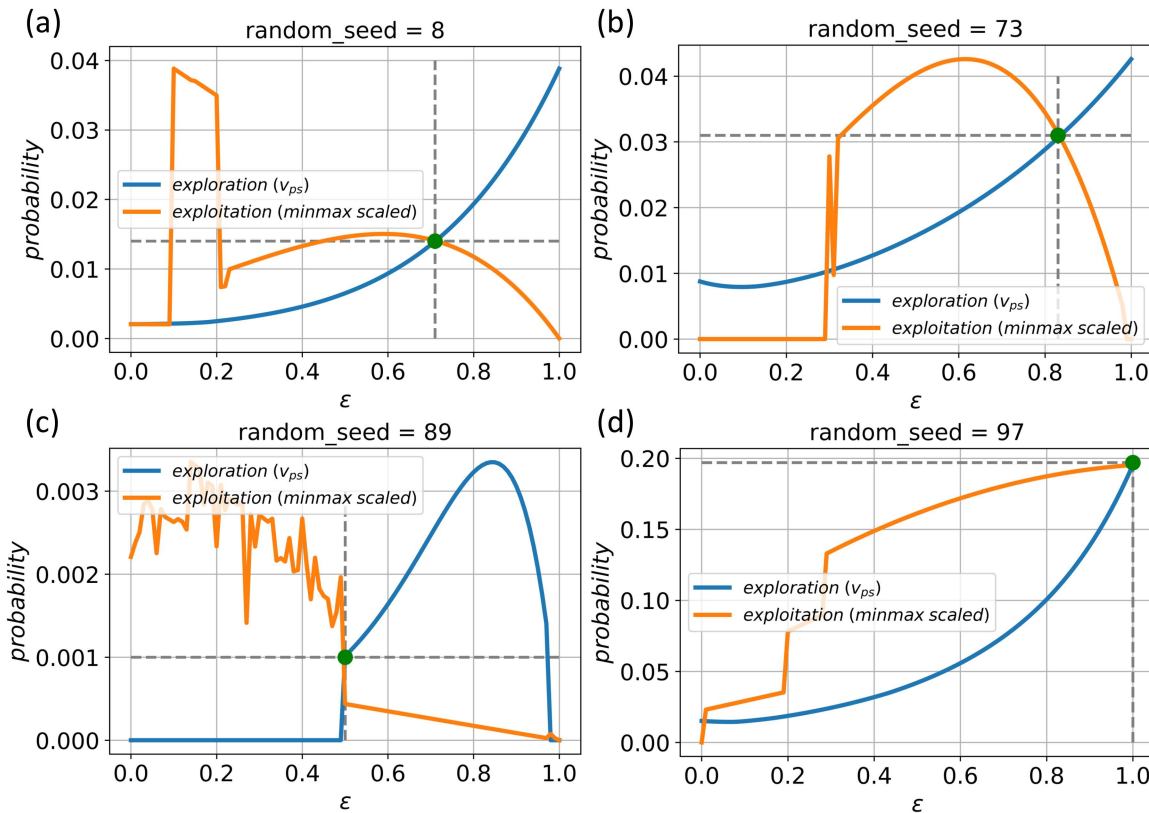 (a)
random_seed = 8
probability
0.04
0.03
0.02
0.01
0.00
exploration (v_ps)
exploitation (minmax scaled)
0.0 0.2 0.4 0.6 0.8 1.0
ε
(b)
random_seed = 73
probability
0.04
0.03
0.02
0.01
0.00
exploration (v_ps)
exploitation (minmax scaled)
0.0 0.2 0.4 0.6 0.8 1.0
ε
(c)
random_seed = 89
probability
0.003
0.002
0.001
0.000
exploration (v_ps)
exploitation (minmax scaled)
0.0 0.2 0.4 0.6 0.8 1.0
ε
(d)
random_seed = 97
probability
0.20
0.15
0.10
0.05
0.00
exploration (v_ps)
exploitation (minmax scaled)
0.0 0.2 0.4 0.6 0.8 1.0
ε